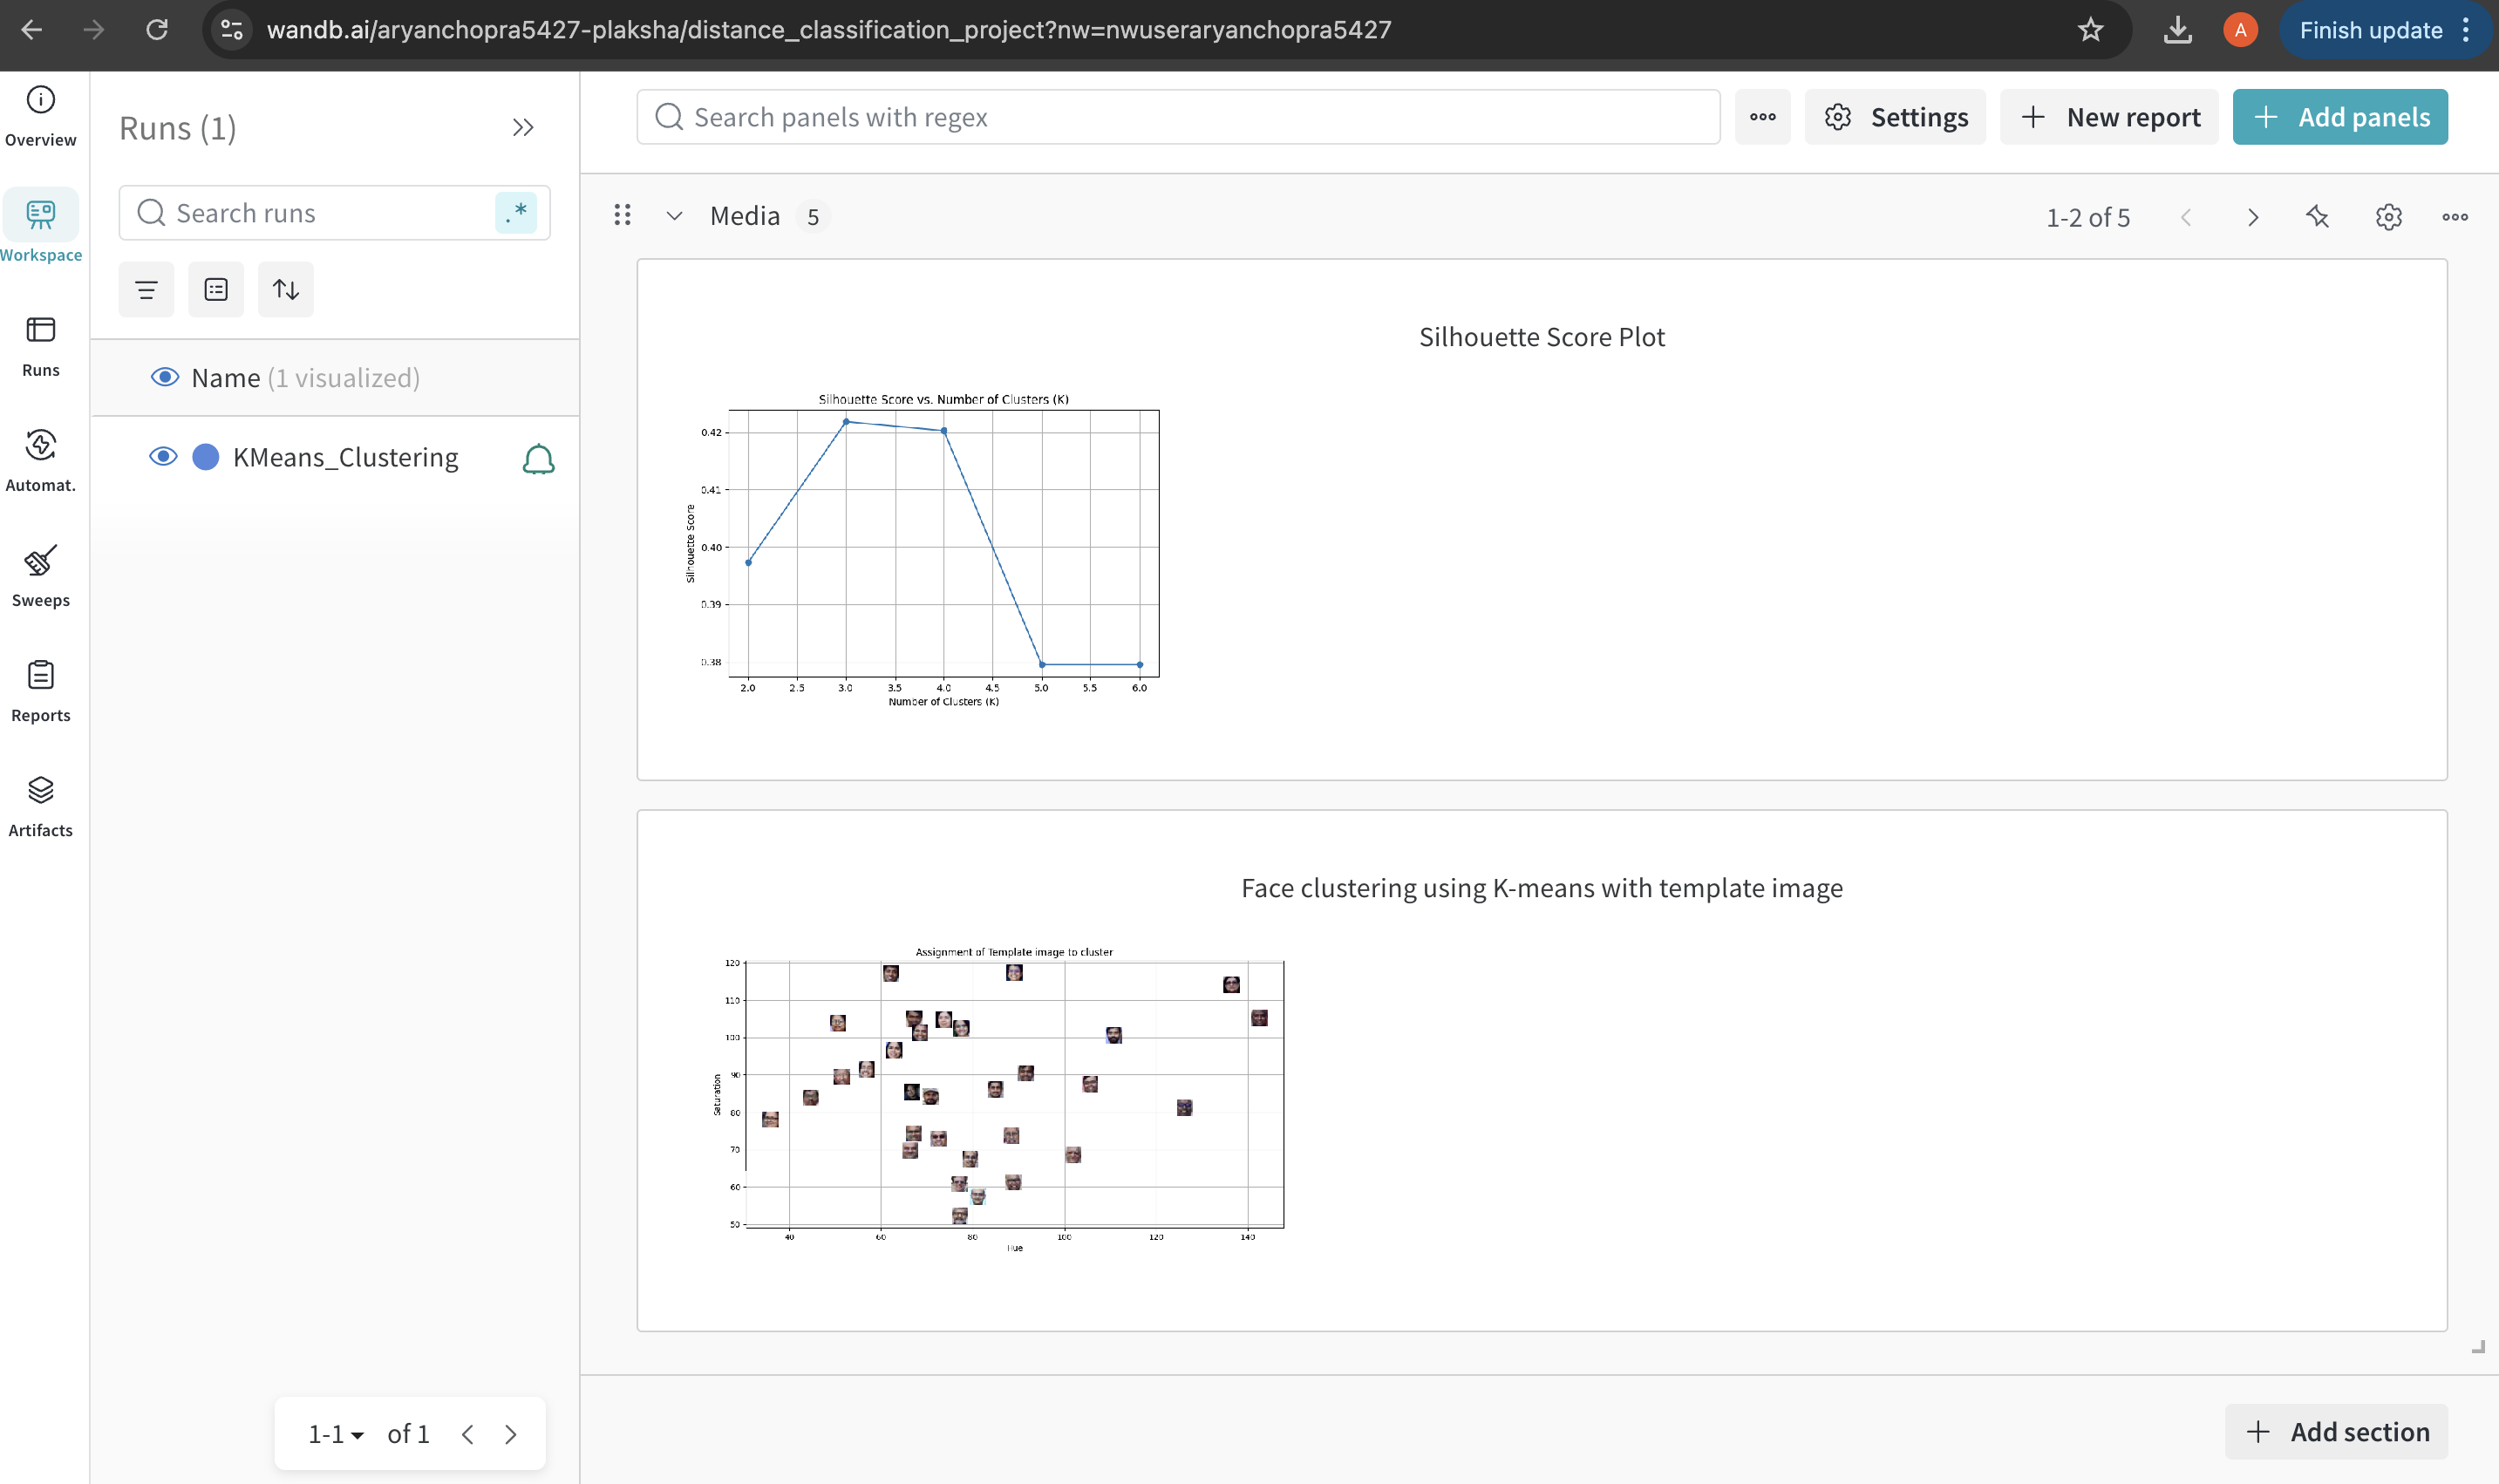 wandb.ai/aryanchopra5427-plaksha/distance_classification_project?nw=nwuseraryanchopra5427
A
Finish update
Overview
Workspace
Runs
Automat.
Sweeps
Reports
Artifacts
Runs (1)
Search runs
.*
Name (1 visualized)
KMeans_Clustering
1-1 of 1
Search panels with regex
Settings
New report
Add panels
Media 5
1-2 of 5
Silhouette Score Plot
Silhouette Score vs. Number of Clusters (K)
Silhouette Score
0.42
0.41
0.40
0.39
0.38
2.0 2.5 3.0 3.5 4.0 4.5 5.0 5.5 6.0
Number of Clusters (K)
Face clustering using K-means with template image
Assignment of Template image to cluster
Saturation
120
110
100
90
80
70
60
50
40 60 80 100 120 140
Hue
Add section